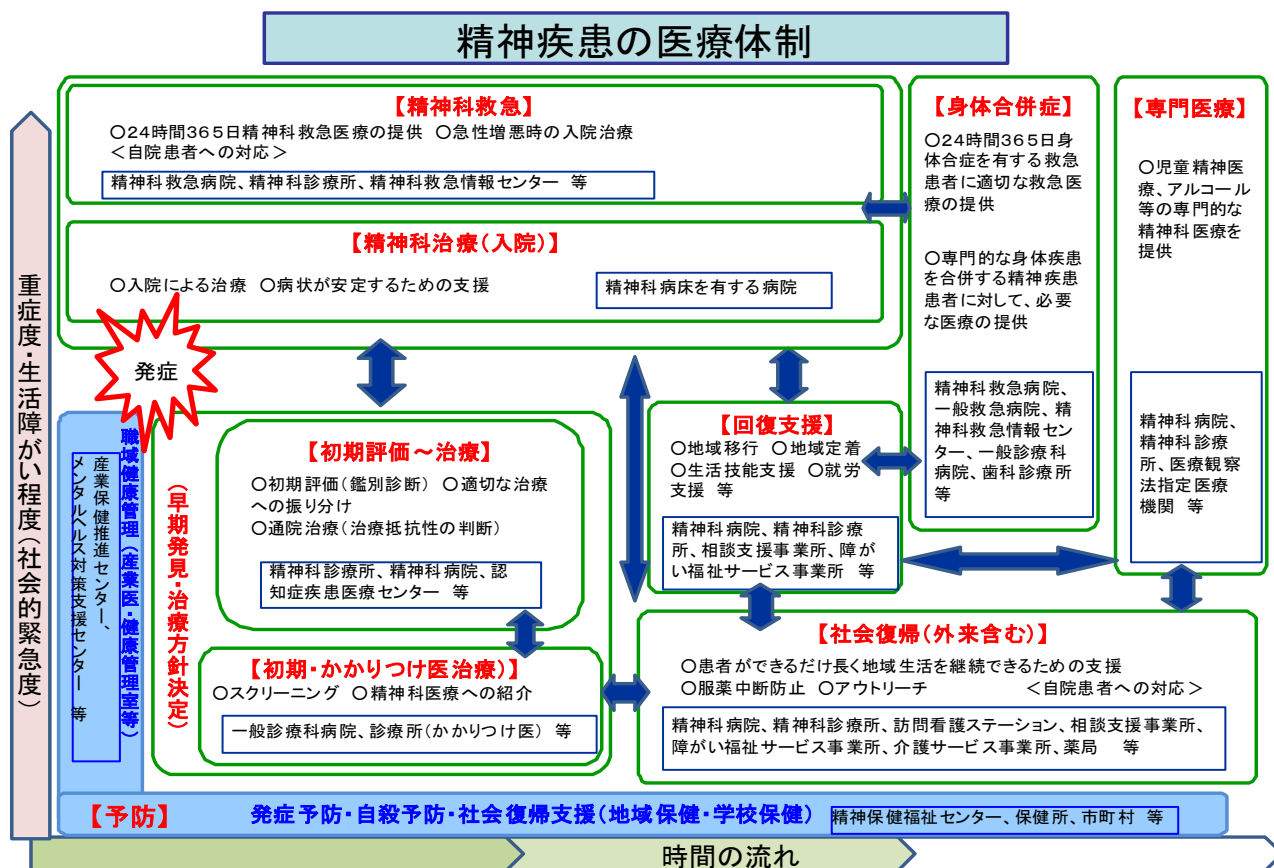 精神疾患の医療体制
【精神科救急】
○24時間365日精神科救急医療の提供 ○急性増悪時の入院治療
<自院患者への対応>
精神科救急病院、精神科診療所、精神科救急情報センター 等
【精神科治療(入院)】
○入院による治療 ○病状が安定するための支援
精神科病床を有する病院
【身体合併症】
○24時間365日身
体合症を有する救急
患者に適切な救急医
療の提供
○専門的な身体疾患
を合併する精神疾患
患者に対して、必要
な医療の提供
精神科救急病院、
一般救急病院、精
神科救急情報セン
ター、一般診療科
病院、歯科診療所
等
【専門医療】
○児童精神医
療、アルコール
等の専門的な
精神科医療を
提供
精神科病院、
精神科診療
所、医療観察
法指定医療
機関 等
重症度・生活障がい程度(社会的緊急度)
発症
職域健康管理(産業医・健康管理室等)
産業保健推進センター、
メンタルヘルス対策支援センター 等
(早期発見・治療方針決定)
【初期評価~治療】
○初期評価(鑑別診断) ○適切な治療
への振り分け
○通院治療(治療抵抗性の判断)
精神科診療所、精神科病院、認
知症疾患医療センター 等
【初期・かかりつけ医治療)】
○スクリーニング ○精神科医療への紹介
一般診療科病院、診療所(かかりつけ医) 等
【回復支援】
○地域移行 ○地域定着
○生活技能支援 ○就労
支援 等
精神科病院、精神科診療
所、相談支援事業所、障が
い福祉サービス事業所 等
【社会復帰(外来含む)】
○患者ができるだけ長く地域生活を継続できるための支援
○服薬中断防止 ○アウトリーチ <自院患者への対応>
精神科病院、精神科診療所、訪問看護ステーション、相談支援事業所、
障がい福祉サービス事業所、介護サービス事業所、薬局 等
【予防】 発症予防・自殺予防・社会復帰支援(地域保健・学校保健) 精神保健福祉センター、保健所、市町村 等
時間の流れ